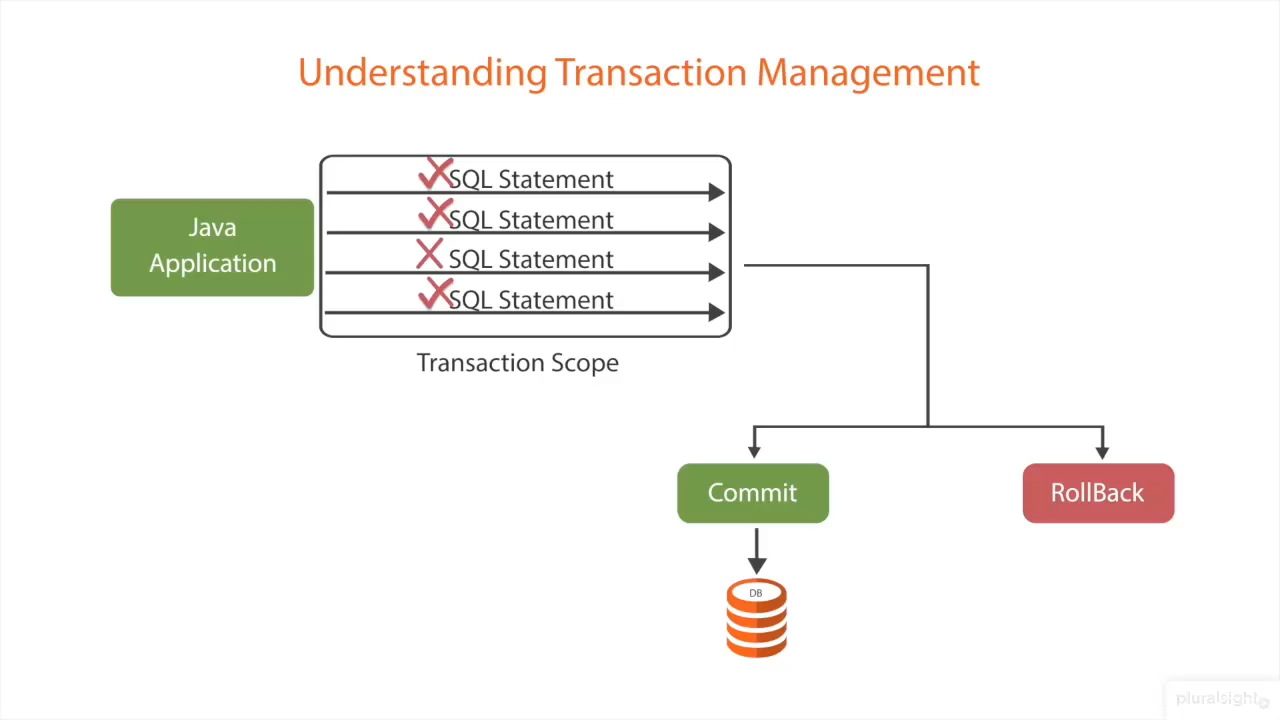 Understanding Transaction Management
Java
Application
SQL Statement
SQL Statement
SQL Statement
SQL Statement
Transaction Scope
Commit
RollBack
DB
pluralsight